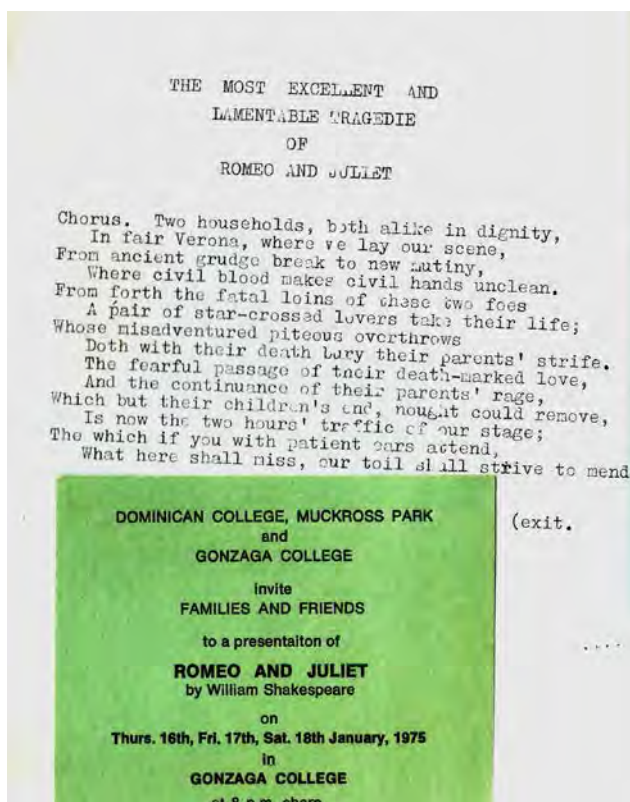 THE MOST EXCELLENT AND
LAMENTABLE TRAGEDIE
OF
ROMEO AND JULIET
Chorus. Two households, both alike in dignity,
In fair Verona, where we lay our scene,
From ancient grudge break to new mutiny,
Where civil blood makes civil hands unclean.
From forth the fatal loins of these two foes
A pair of star-crossed lovers take their life;
Whose misadventured piteous overthrows
Doth with their death bury their parents' strife.
The fearful passage of their death-marked love,
And the continuance of their parents' rage,
Which but their children's end, nought could remove,
Is now the two hours' traffic of our stage;
The which if you with patient ears attend,
What here shall miss, our toil shall strive to mend
(exit.
DOMINICAN COLLEGE, MUCKROSS PARK
and
GONZAGA COLLEGE
invite
FAMILIES AND FRIENDS
to a presentaiton of
ROMEO AND JULIET
by William Shakespeare
on
Thurs. 16th, Fri. 17th, Sat. 18th January, 1975
in
GONZAGA COLLEGE
at 8 p.m.